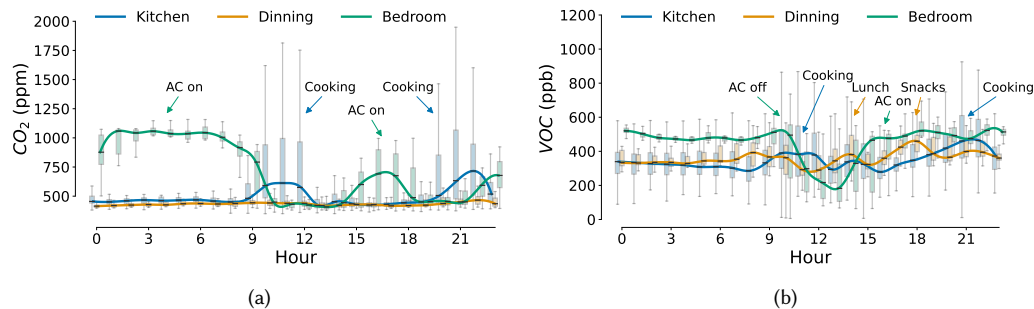 Kitchen Dinning Bedroom
2000
1750
1500
1250
1000
750
500
CO2 (ppm)
AC on
Cooking
AC on
Cooking
0 3 6 9 12 15 18 21
Hour
(a)
Kitchen Dinning Bedroom
1200
1000
800
600
400
200
0
VOC (ppb)
AC off
Cooking
Lunch
AC on
Snacks
Cooking
0 3 6 9 12 15 18 21
Hour
(b)